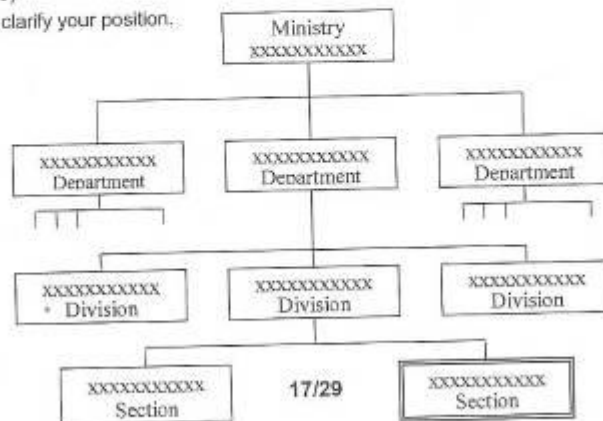 clarify your position.
Ministry
xxxxxxxxxxx
xxxxxxxxxxx xxxxxxxxxxx xxxxxxxxxxx
Department Department Department
xxxxxxxxxxx xxxxxxxxxxx xxxxxxxxxxx
Division Division Division
xxxxxxxxxxx 17/29 xxxxxxxxxxx
Section Section